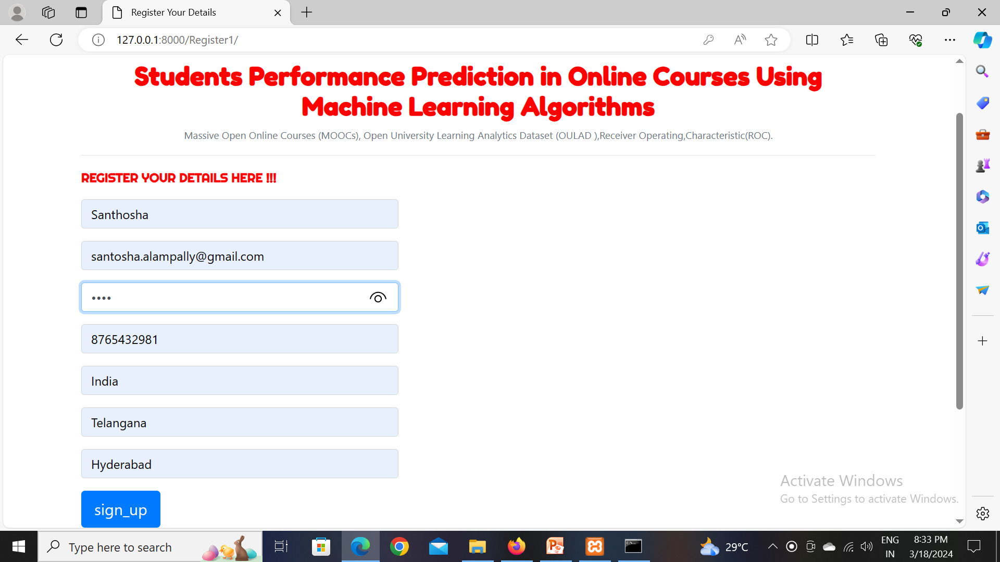 Register Your Details
127.0.0.1:8000/Register1/
Students Performance Prediction in Online Courses Using
Machine Learning Algorithms
Massive Open Online Courses (MOOCs), Open University Learning Analytics Dataset (OULAD ),Receiver Operating,Characteristic(ROC).
REGISTER YOUR DETAILS HERE !!!
Santhosha
santosha.alampally@gmail.com
••••
8765432981
India
Telangana
Hyderabad
sign_up
Activate Windows
Go to Settings to activate Windows.
Type here to search
29°C
ENG
IN
8:33 PM
3/18/2024